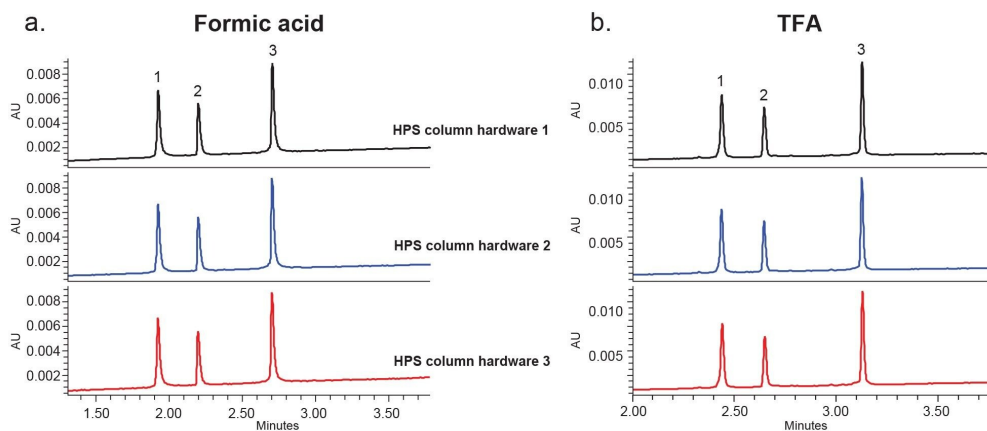 a.
Formic acid
1
2
3
0.008
0.006
0.004
0.002
AU
HPS column hardware 1
0.008
0.006
0.004
0.002
AU
HPS column hardware 2
0.008
0.006
0.004
0.002
AU
HPS column hardware 3
1.50 2.00 2.50 3.00 3.50
Minutes
b.
TFA
1
2
3
0.010
0.005
AU
0.010
0.005
AU
0.010
0.005
AU
2.00 2.50 3.00 3.50
Minutes